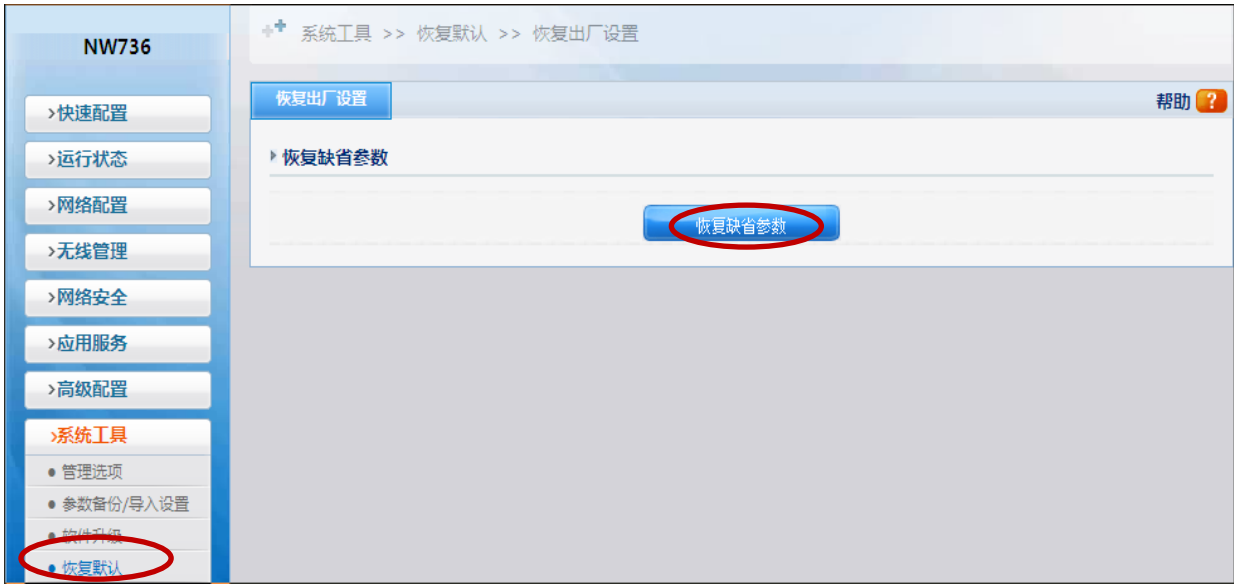 NW736
>快速配置
>运行状态
>网络配置
>无线管理
>网络安全
>应用服务
>高级配置
>系统工具
● 管理选项
● 参数备份/导入设置
● 软件升级
● 恢复默认
系统工具 >> 恢复默认 >> 恢复出厂设置
恢复出厂设置
帮助 ?
恢复缺省参数
恢复缺省参数